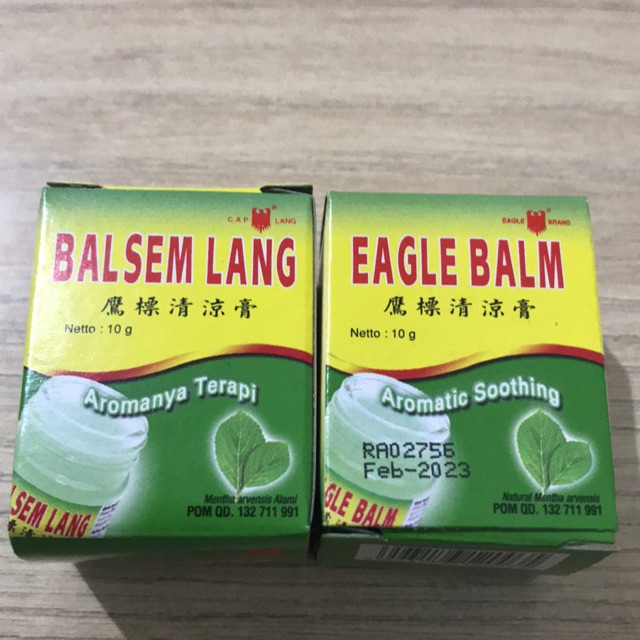 CAP LANG
BALSEM LANG
鷹標清涼膏
Netto : 10 g
Aromanya Terapi
Mentha arvensis Alami
POM QD. 132 711 991
SEM LANG
EAGLE BRAND
EAGLE BALM
鷹標清涼膏
Netto : 10 g
Aromatic Soothing
RA02756
Feb-2023
Natural Mentha arvensis
POM QD. 132 711 991
GLE BALM